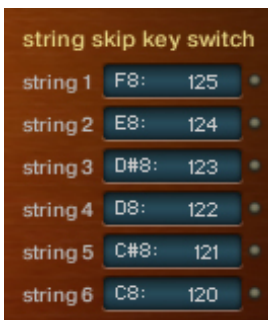 string skip key switch
string 1 F8: 125
string 2 E8: 124
string 3 D#8: 123
string 4 D8: 122
string 5 C#8: 121
string 6 C8: 120